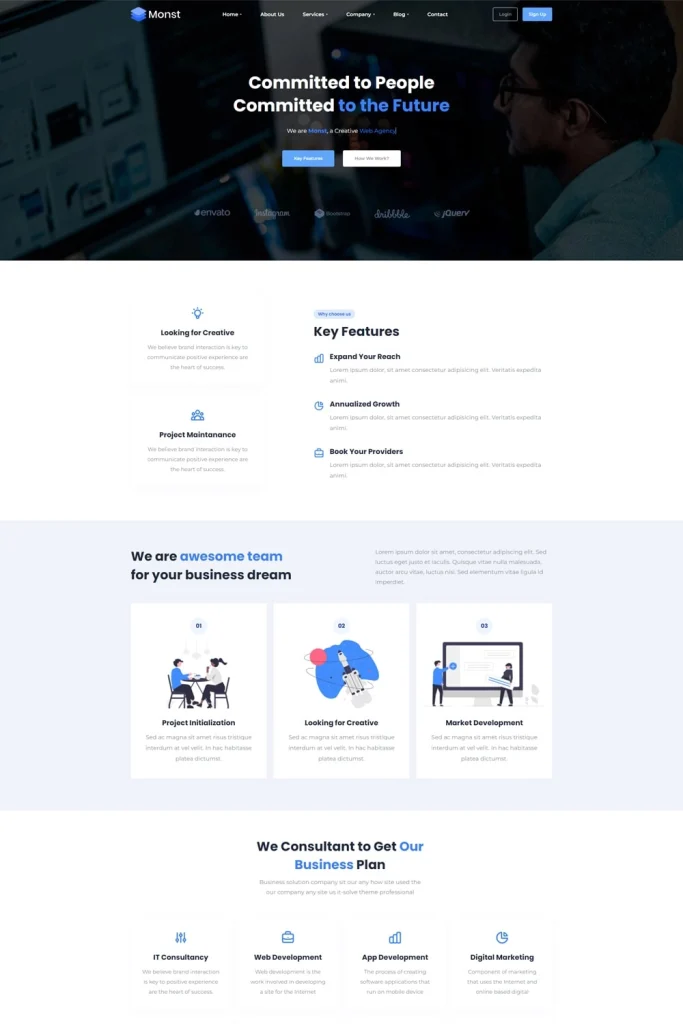 Monst
Home
About Us
Services
Company
Blog
Contact
Login
Sign Up
Committed to People
Committed to the Future
We are Monst, a Creative Web Agency
Key Features
How We Work?
envato
Instagram
Bootstrap
dribbble
jQuery
Looking for Creative
We believe brand interaction is key to
communicate positive experience are
the heart of success.
Project Maintanance
We believe brand interaction is key to
communicate positive experience are
the heart of success.
Why choose us
Key Features
Expand Your Reach
Lorem ipsum dolor, sit amet consectetur adipisicing elit. Veritatis expedita
animi.
Annualized Growth
Lorem ipsum dolor, sit amet consectetur adipisicing elit. Veritatis expedita
animi.
Book Your Providers
Lorem ipsum dolor, sit amet consectetur adipisicing elit. Veritatis expedita
animi.
We are awesome team
for your business dream
Lorem ipsum dolor sit amet, consectetur adipiscing elit. Sed
luctus eget justo et iaculis. Quisque vitae nulla malesuada,
auctor arcu vitae, luctus nisi. Sed elementum vitae ligula id
imperdiet.
01
Project Initialization
Sed ac magna sit amet risus tristique
interdum at vel velit. In hac habitasse
platea dictumst.
02
Looking for Creative
Sed ac magna sit amet risus tristique
interdum at vel velit. In hac habitasse
platea dictumst.
03
Market Development
Sed ac magna sit amet risus tristique
interdum at vel velit. In hac habitasse
platea dictumst.
We Consultant to Get Our
Business Plan
Business solution company sit our any how site used the
our company any site us it-solve theme professional
IT Consultancy
We believe brand interaction
is key to positive experience
are the heart of success.
Web Development
Web development is the
work involved in developing
a site for the Internet
App Development
The process of creating
software applications that
run on mobile device
Digital Marketing
Component of marketing
that uses the Internet and
online based digital